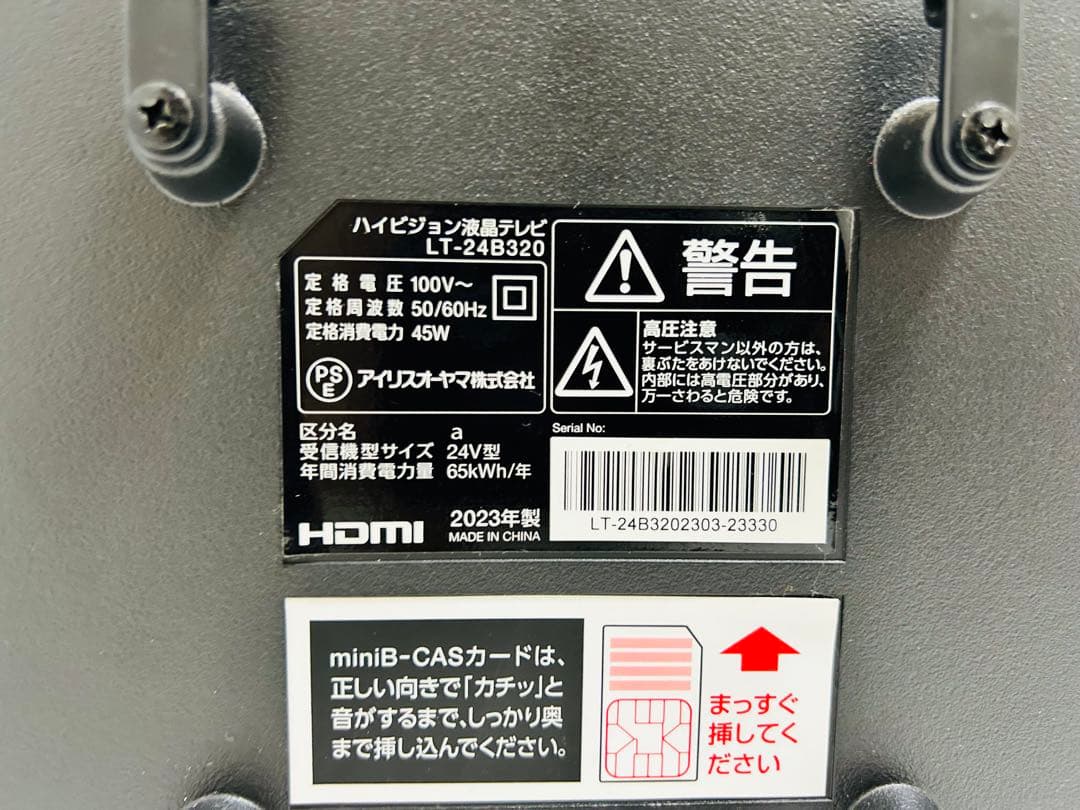 ハイビジョン液晶テレビ
LT-24B320
定格電圧 100V～
定格周波数 50/60Hz
定格消費電力 45W
PSE アイリスオーヤマ株式会社
警告
高圧注意
サービスマン以外の方は、
裏ぶたをあけないでください。
内部には高電圧部分があり、
万一さわると危険です。
区分名 a
受信機型サイズ 24V型
年間消費電力量 65kWh/年
HDMI
2023年製
MADE IN CHINA
Serial No:
LT-24B3202303-23330
miniB-CASカードは、
正しい向きで「カチッ」と
音がするまで、しっかり奥
まで挿し込んでください。
まっすぐ
挿してく
ださい